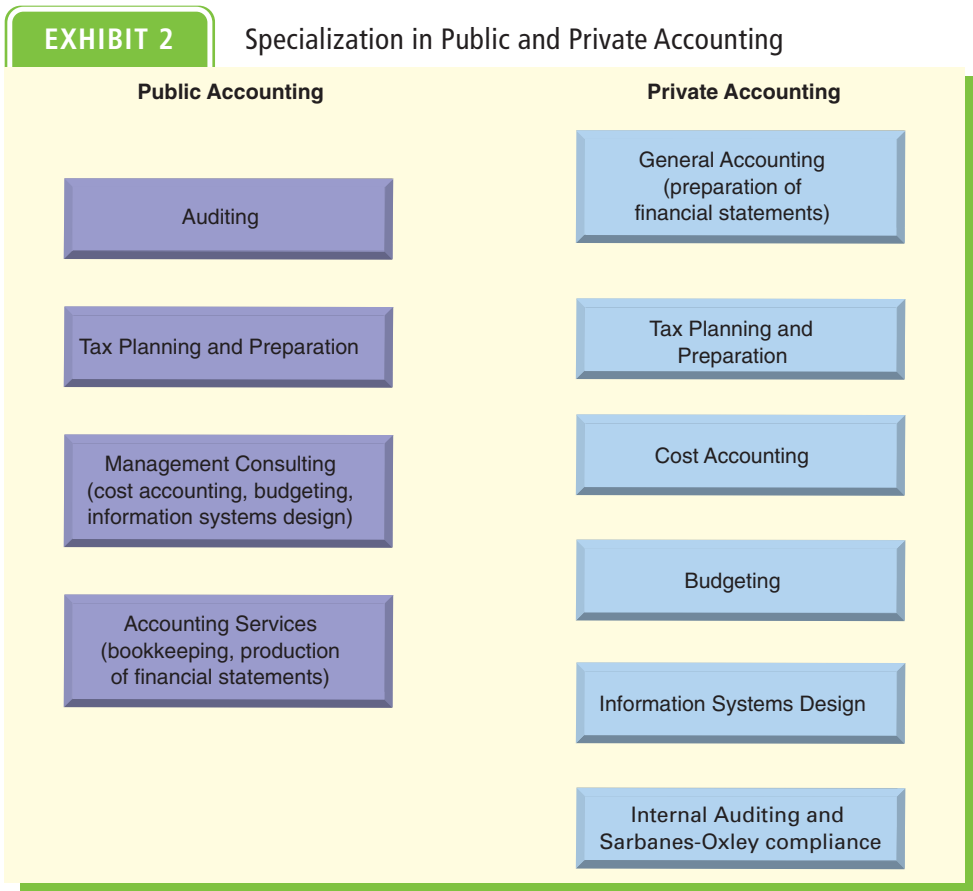 EXHIBIT 2
Specialization in Public and Private Accounting
Public Accounting
Auditing
Tax Planning and Preparation
Management Consulting
(cost accounting, budgeting,
information systems design)
Accounting Services
(bookkeeping, production
of financial statements)
Private Accounting
General Accounting
(preparation of
financial statements)
Tax Planning and
Preparation
Cost Accounting
Budgeting
Information Systems Design
Internal Auditing and
Sarbanes-Oxley compliance